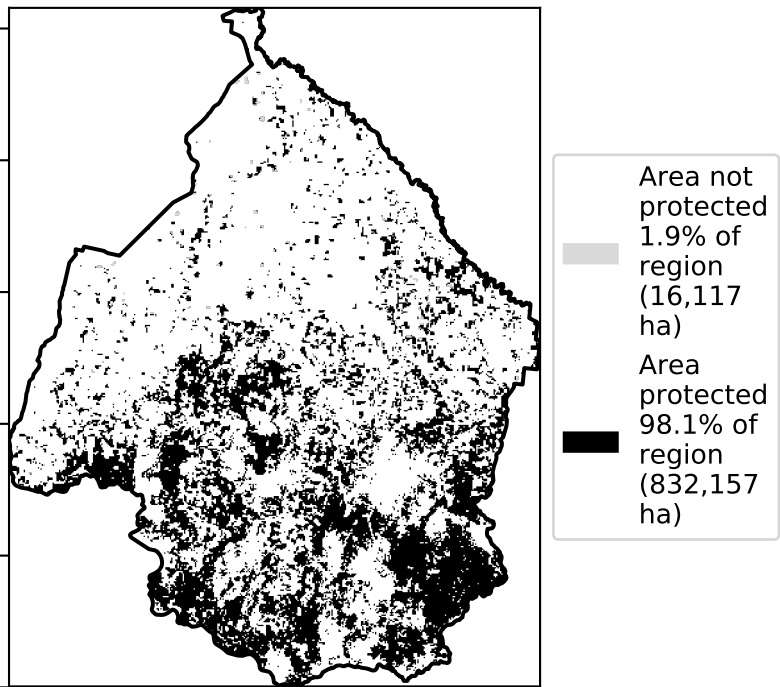 Area not
protected
1.9% of
region
(16,117
ha)
Area
protected
98.1% of
region
(832,157
ha)